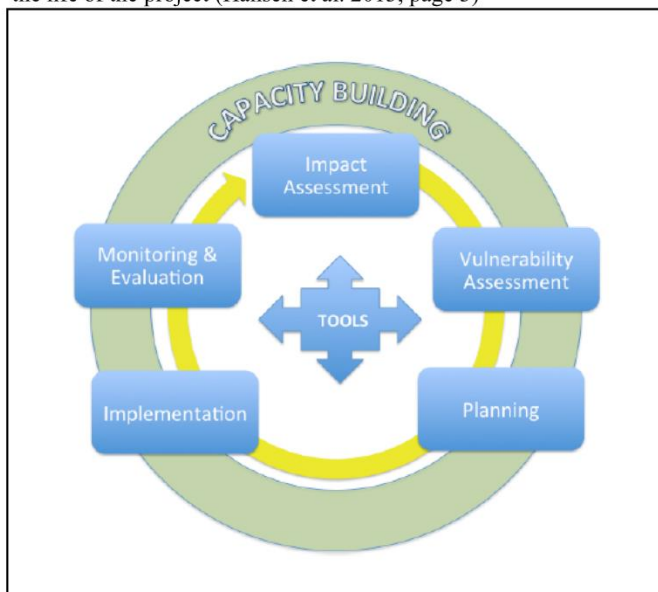 the life of the project (Hansen et al. 2013, page 3)
CAPACITY BUILDING
Impact
Assessment
Vulnerability
Assessment
Planning
Implementation
Monitoring &
Evaluation
TOOLS